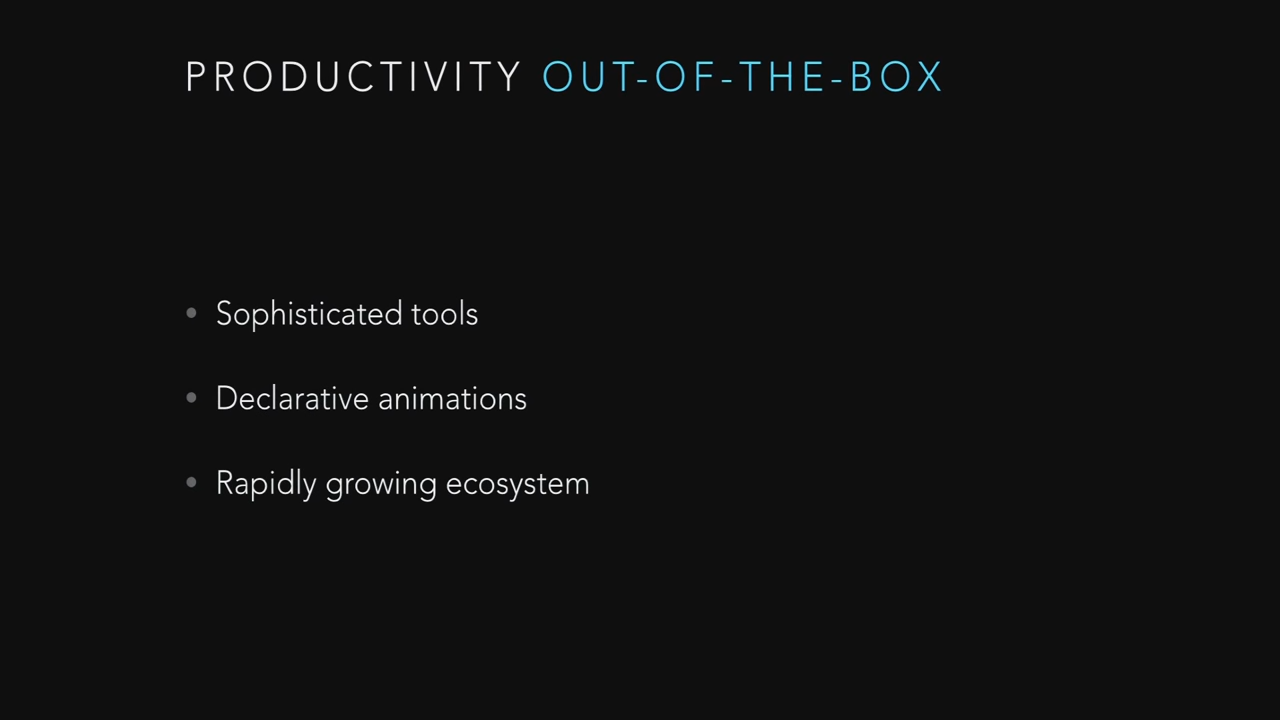 PRODUCTIVITY OUT-OF-THE-BOX
• Sophisticated tools
• Declarative animations
• Rapidly growing ecosystem